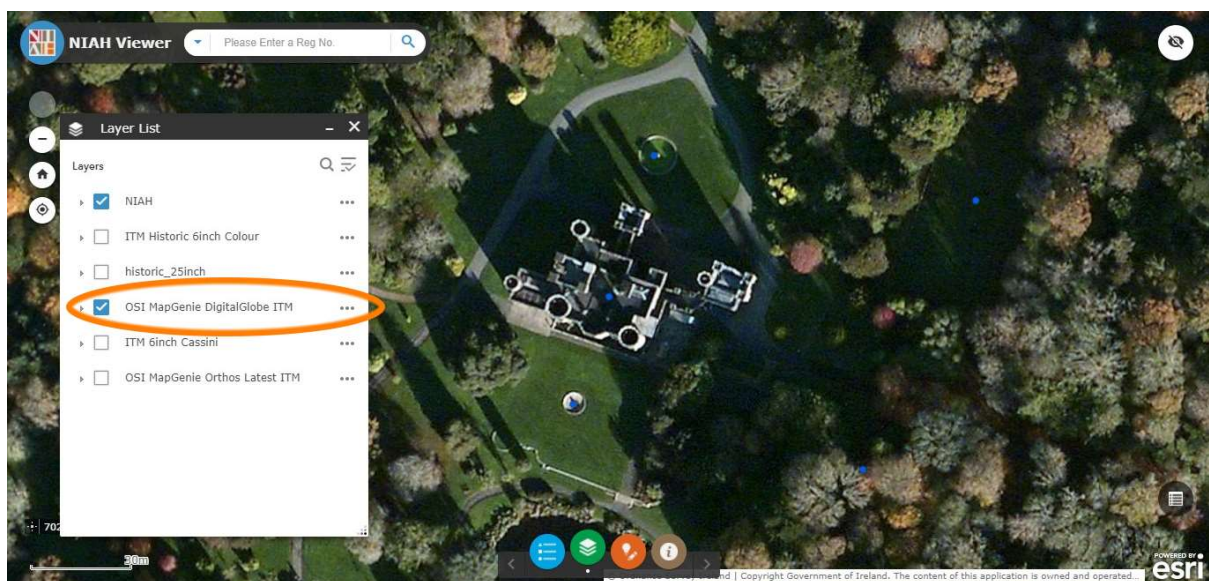 NIAH
NIAH Viewer
Please Enter a Reg No.
Layer List
Layers
NIAH
ITM Historic 6inch Colour
historic_25inch
OSI MapGenie DigitalGlobe ITM
ITM 6inch Cassini
OSI MapGenie Orthos Latest ITM
702
30m
| Copyright Government of Ireland. The content of this application is owned and operated...
POWERED BY
esri